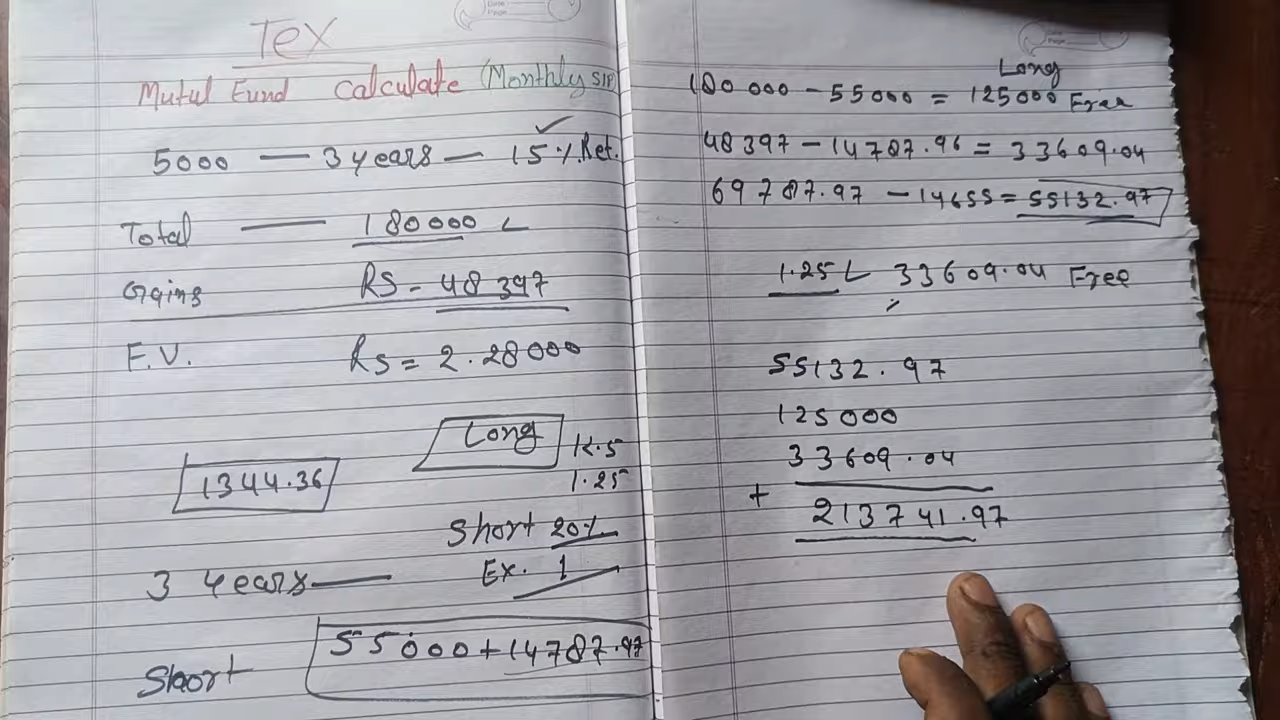 Tex
Mutul Fund Calculate (Monthly SIP)
5000 — 3 years — 15 % Ret.
Total — 180000 L
Gains RS - 48397
F.V. Rs = 2.28000
Long
12.5
1.25
1344.36
Short 20%
Ex. 1
3 years —
Short 55000+14787.97
Date
Page
Long
180000 - 55000 = 125000 Free
48397 - 14787.96 = 33609.04
69787.97 - 14655 = 55132.97
1.25 L 33609.04 Free
55132.97
125000
33609.04
+
213741.97